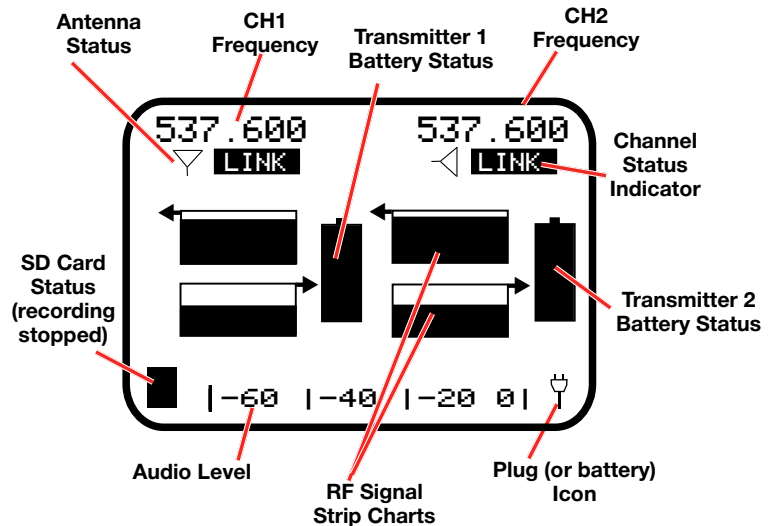 Antenna
Status
CH1
Frequency
Transmitter 1
Battery Status
CH2
Frequency
537.600
537.600
LINK
LINK
Channel
Status
Indicator
SD Card
Status
(recording
stopped)
Transmitter 2
Battery Status
|-60 |-40 |-20 0|
Audio Level
RF Signal
Strip Charts
Plug (or battery)
Icon